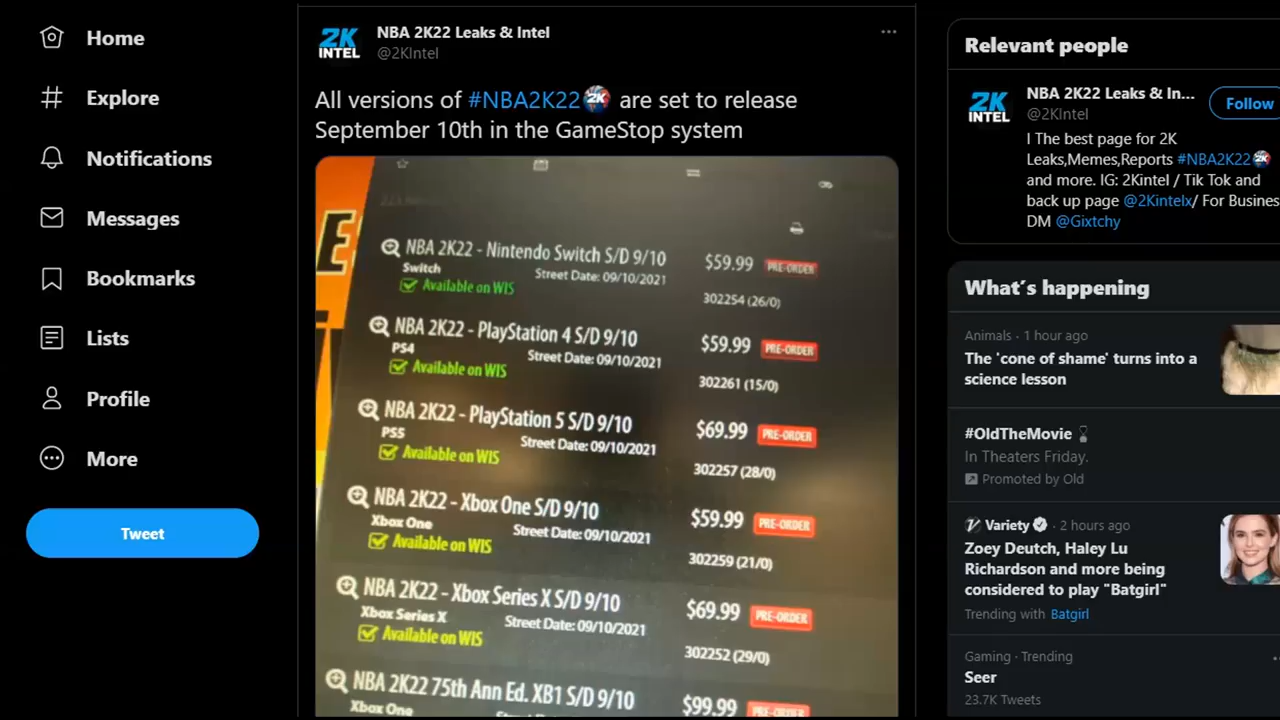 Home
Explore
Notifications
Messages
Bookmarks
Lists
Profile
More
Tweet
2K
INTEL
NBA 2K22 Leaks & Intel
@2KIntel
All versions of #NBA2K22 are set to release
September 10th in the GameStop system
NBA 2K22 - Nintendo Switch S/D 9/10
$59.99 PRE-ORDER
Switch
Street Date: 09/10/2021
Available on WIS
302254 (26/0)
NBA 2K22 - PlayStation 4 S/D 9/10
$59.99 PRE-ORDER
PS4
Street Date: 09/10/2021
Available on WIS
302261 (15/0)
NBA 2K22 - PlayStation 5 S/D 9/10
$69.99 PRE-ORDER
PS5
Street Date: 09/10/2021
Available on WIS
302257 (28/0)
NBA 2K22 - Xbox One S/D 9/10
$59.99 PRE-ORDER
Xbox One
Street Date: 09/10/2021
Available on WIS
302259 (21/0)
NBA 2K22 - Xbox Series X S/D 9/10
$69.99 PRE-ORDER
Xbox Series X
Street Date: 09/10/2021
Available on WIS
302252 (29/0)
NBA 2K22 75th Ann Ed. XB1 S/D 9/10
$99.99 PRE-ORDER
Xbox One
Relevant people
2K
INTEL
NBA 2K22 Leaks & In...
@2KIntel
Follow
I The best page for 2K
Leaks,Memes,Reports #NBA2K22
and more. IG: 2Kintel / Tik Tok and
back up page @2Kintelx/ For Busines
DM @Gixtchy
What's happening
Animals · 1 hour ago
The 'cone of shame' turns into a
science lesson
#OldTheMovie
In Theaters Friday.
Promoted by Old
Variety · 2 hours ago
Zoey Deutch, Haley Lu
Richardson and more being
considered to play "Batgirl"
Trending with Batgirl
Gaming · Trending
Seer
23.7K Tweets